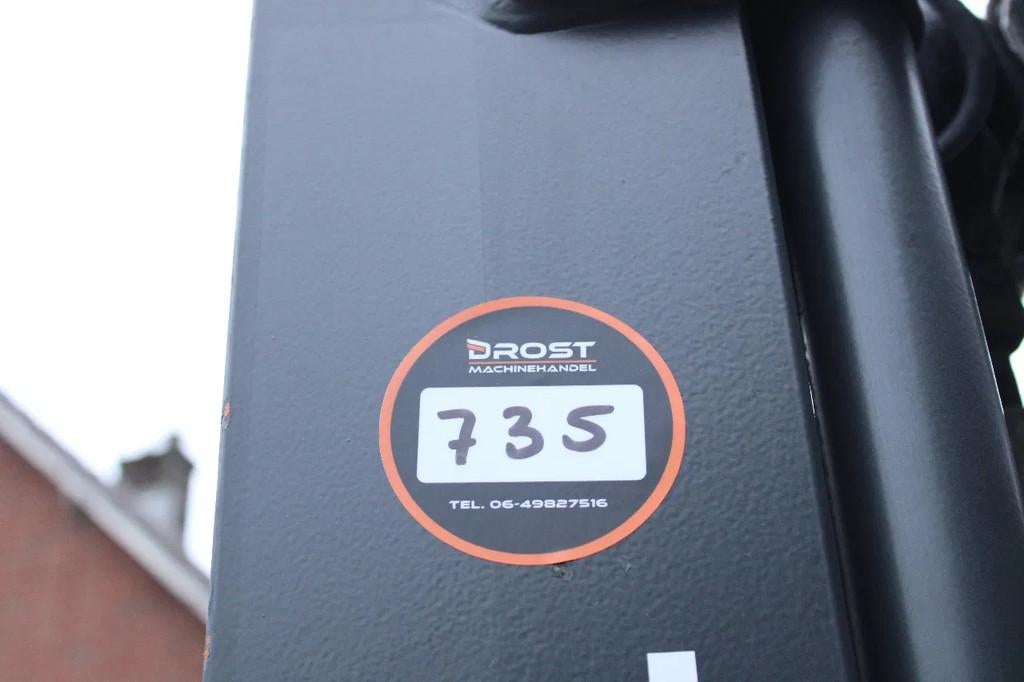 DROST
MACHINEHANDEL
735
TEL. 06-49827516